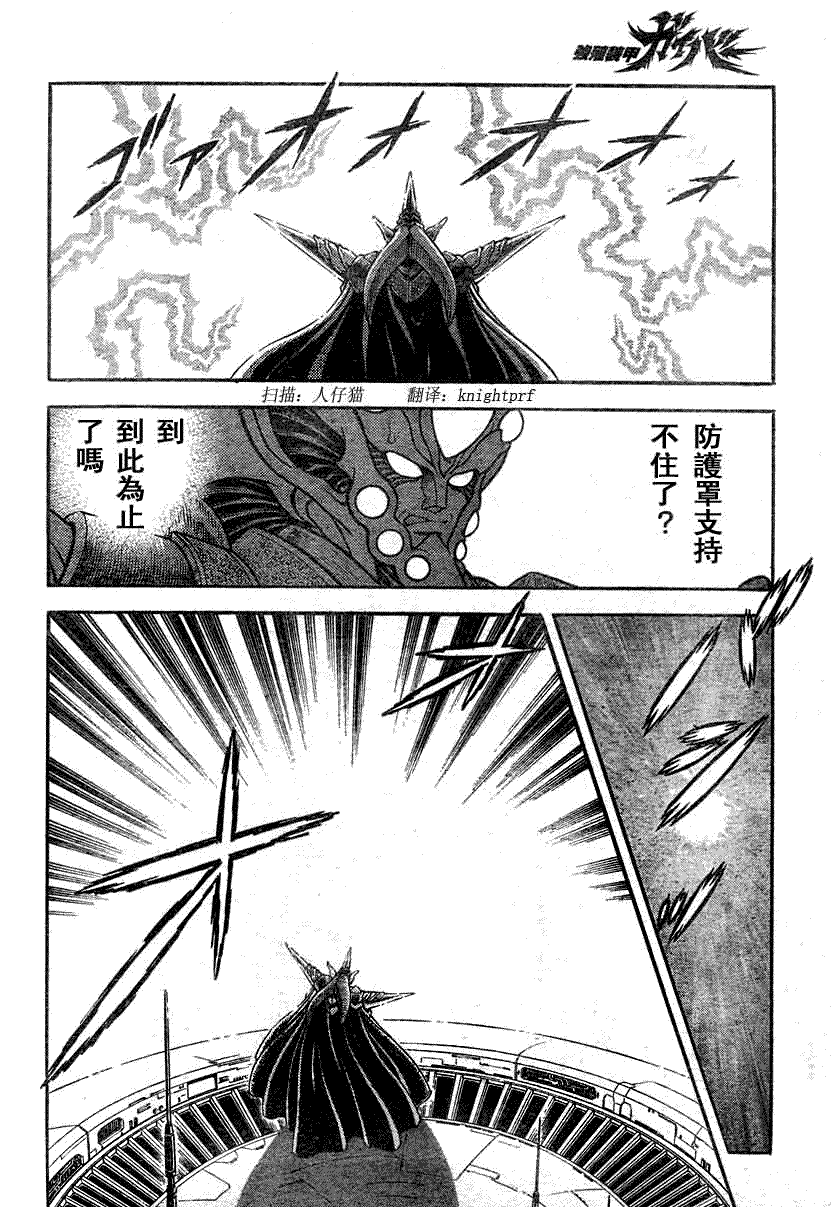 強殖装甲ガイバー
ゴァオオオオオ
扫描：人仔猫 翻译：knightprf
防護罩支持
不住了？
到
到此為止
了嗎